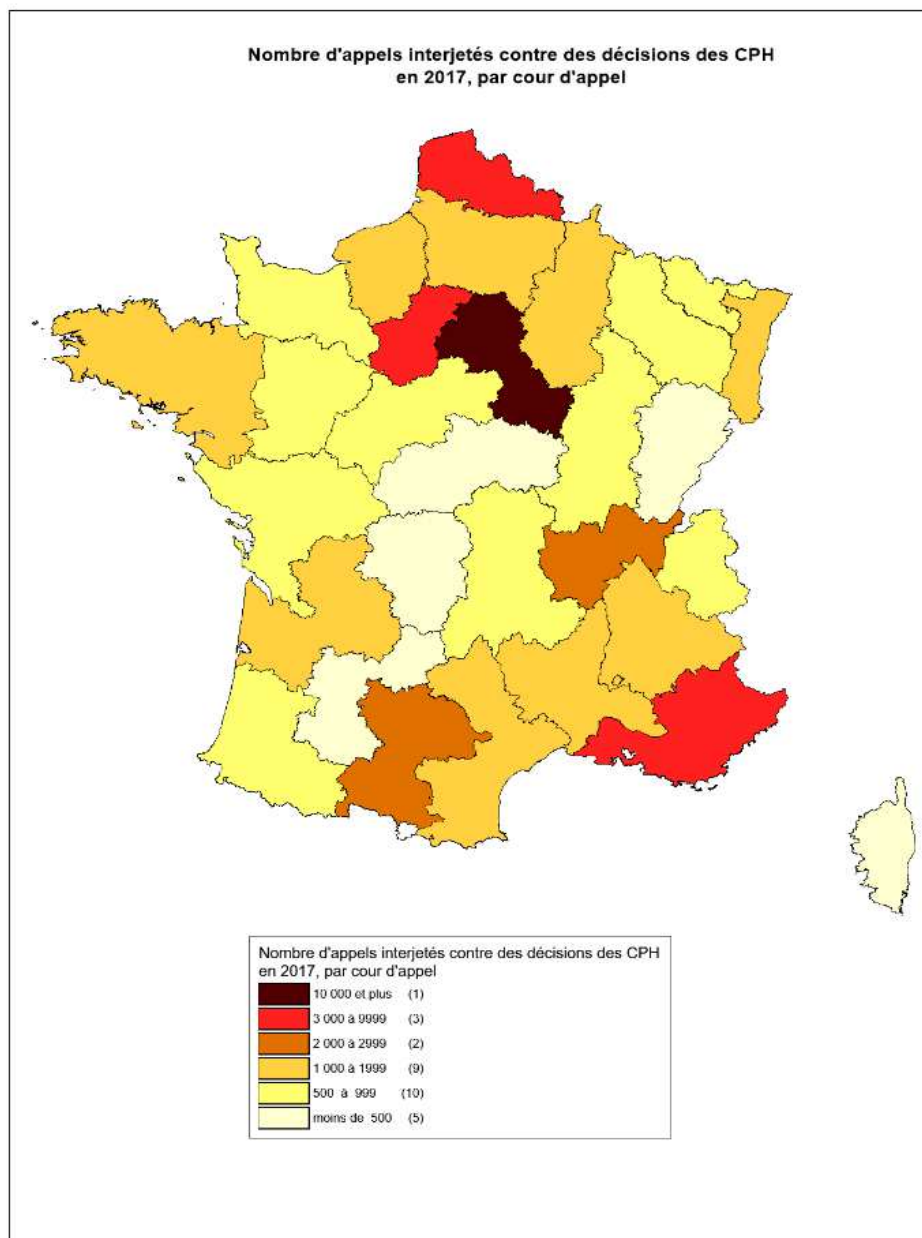 Nombre d'appels interjetés contre des décisions des CPH
en 2017, par cour d'appel
Nombre d'appels interjetés contre des décisions des CPH
en 2017, par cour d'appel
10 000 et plus (1)
3 000 à 9999 (3)
2 000 à 2999 (2)
1 000 à 1999 (9)
500 à 999 (10)
moins de 500 (5)